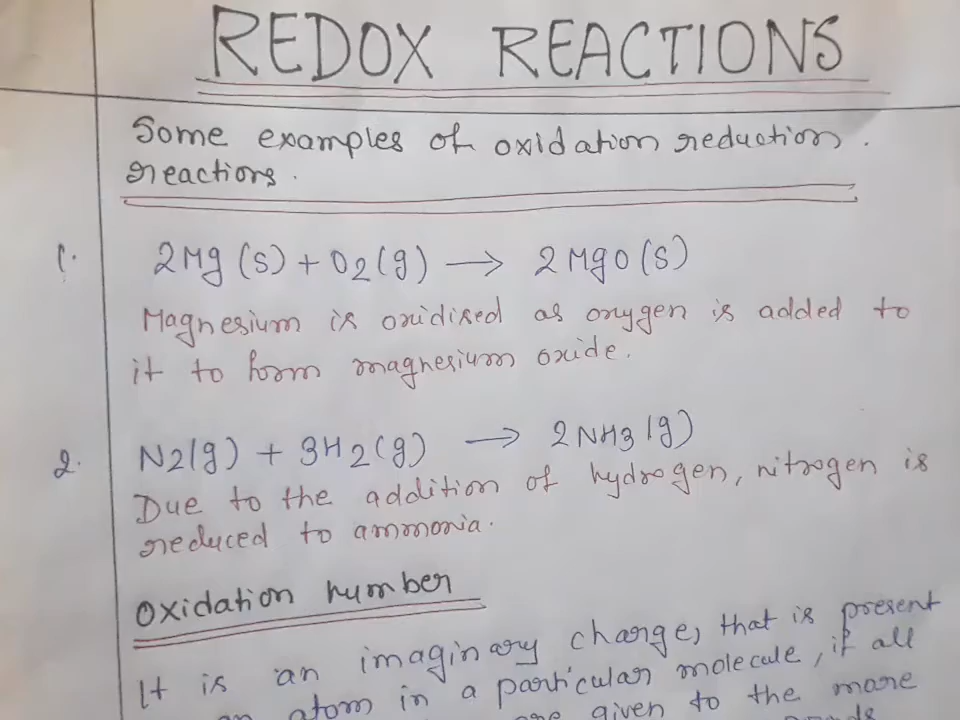 REDOX REACTIONS
Some examples of oxidation reduction.
reactions.
1. 2Mg (s) + O2(g) → 2MgO(s)
Magnesium is oxidised as oxygen is added to
it to form magnesium oxide.
2. N2(g) + 3H2(g) → 2NH3(g)
Due to the addition of hydrogen, nitrogen is
reduced to ammonia.
Oxidation number
It is an imaginary charge, that is present
an atom in a particular molecule, if all
are given to the more